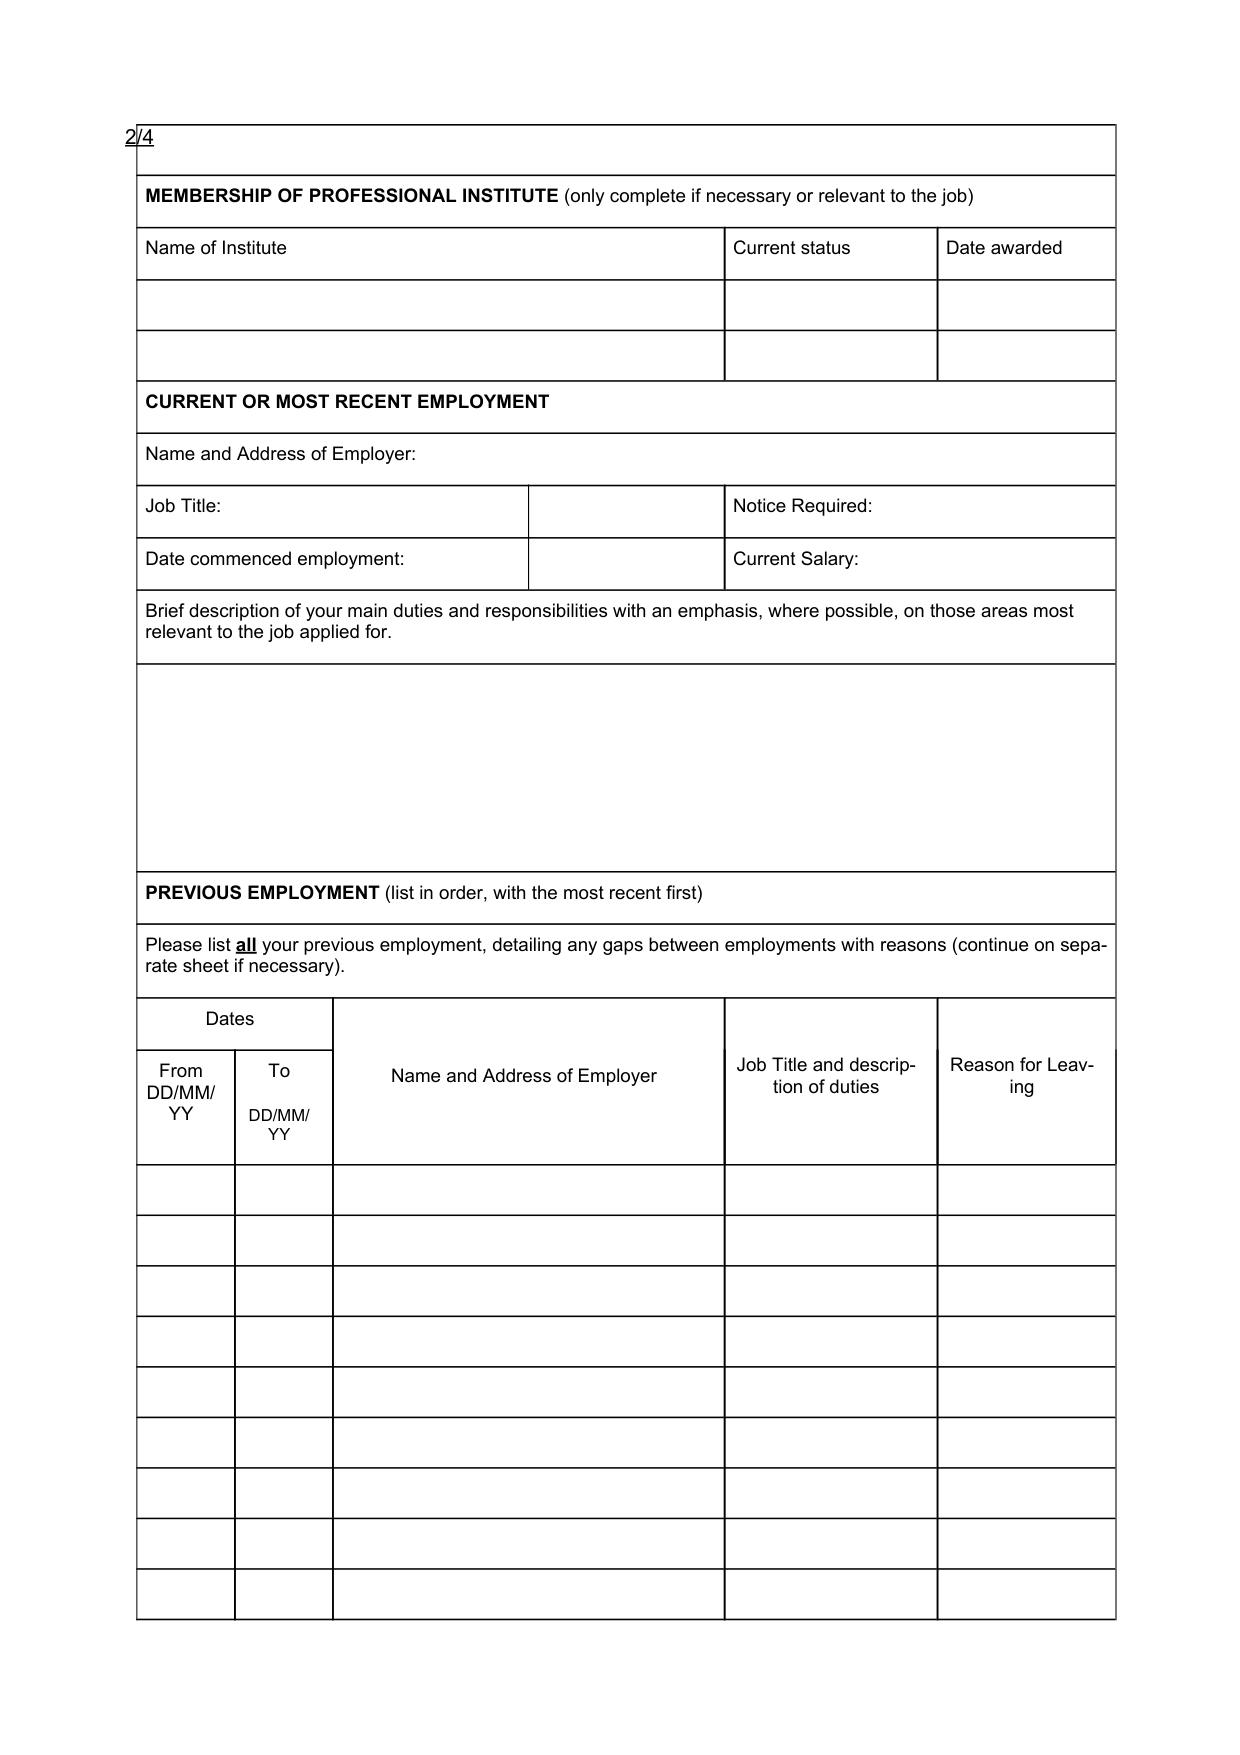 2/4
MEMBERSHIP OF PROFESSIONAL INSTITUTE (only complete if necessary or relevant to the job)
Name of Institute
Current status
Date awarded
CURRENT OR MOST RECENT EMPLOYMENT
Name and Address of Employer:
Job Title:
Notice Required:
Date commenced employment:
Current Salary:
Brief description of your main duties and responsibilities with an emphasis, where possible, on those areas most
relevant to the job applied for.
PREVIOUS EMPLOYMENT (list in order, with the most recent first)
Please list all your previous employment, detailing any gaps between employments with reasons (continue on sepa-
rate sheet if necessary).
Dates
From
DD/MM/
YY
To
DD/MM/
YY
Name and Address of Employer
Job Title and descrip-
tion of duties
Reason for Leav-
ing